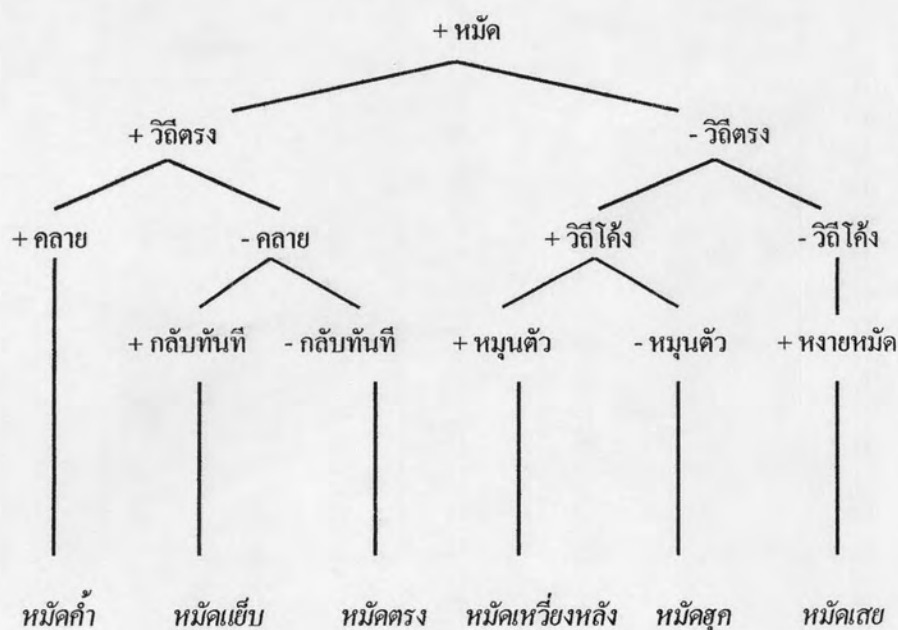 + หมัด
+ วิถีตรง - วิถีตรง
+ คลาย - คลาย + วิถีโค้ง - วิถีโค้ง
+ กลับทันที - กลับทันที + หมุนตัว - หมุนตัว + หงายหมัด
หมัดค้ำ หมัดแย็บ หมัดตรง หมัดเหวี่ยงหลัง หมัดฮุค หมัดเสย